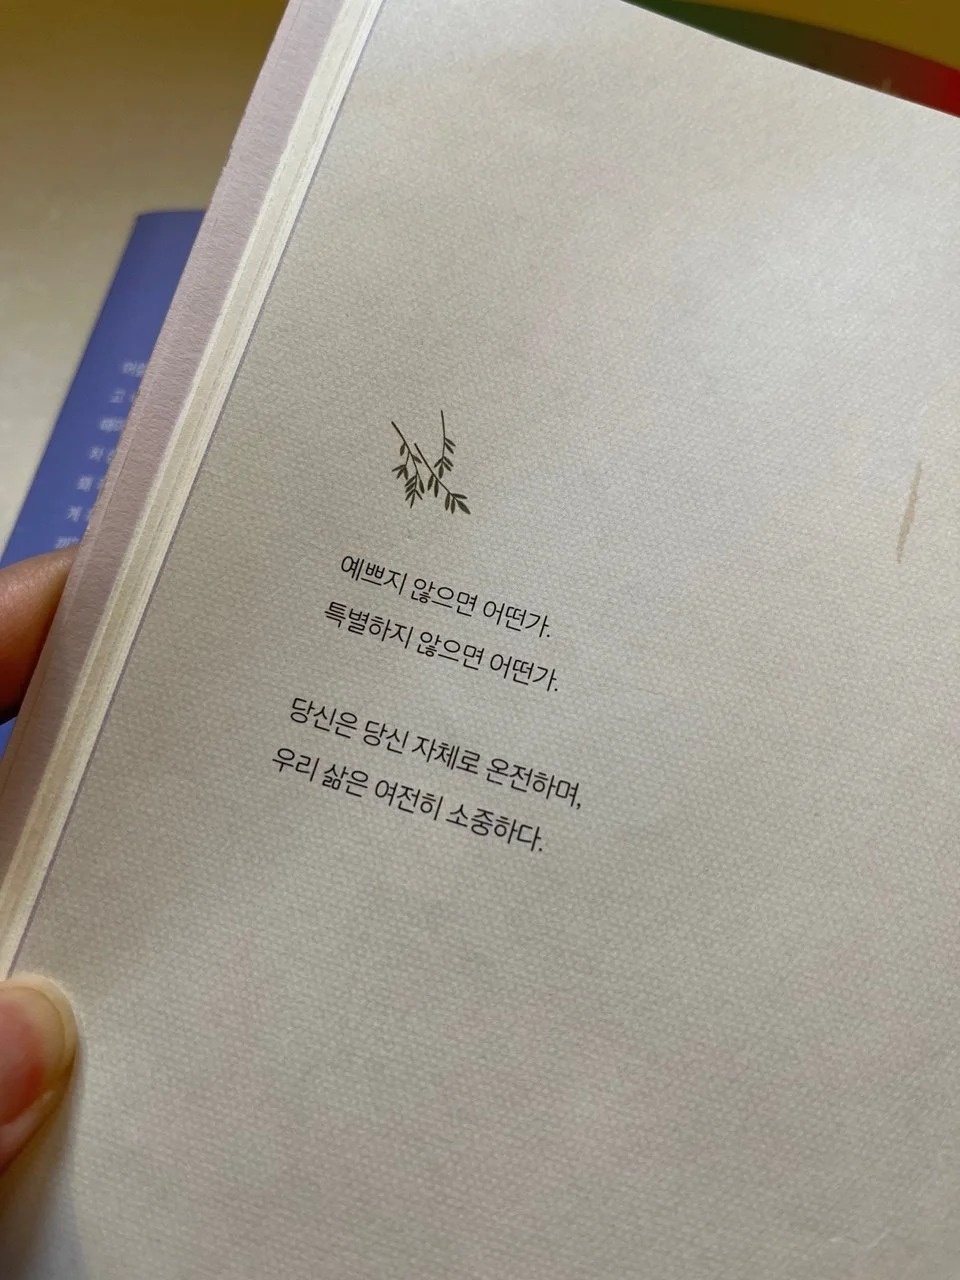 예쁘지 않으면 어떤가.
특별하지 않으면 어떤가.
당신은 당신 자체로 온전하며,
우리 삶은 여전히 소중하다.